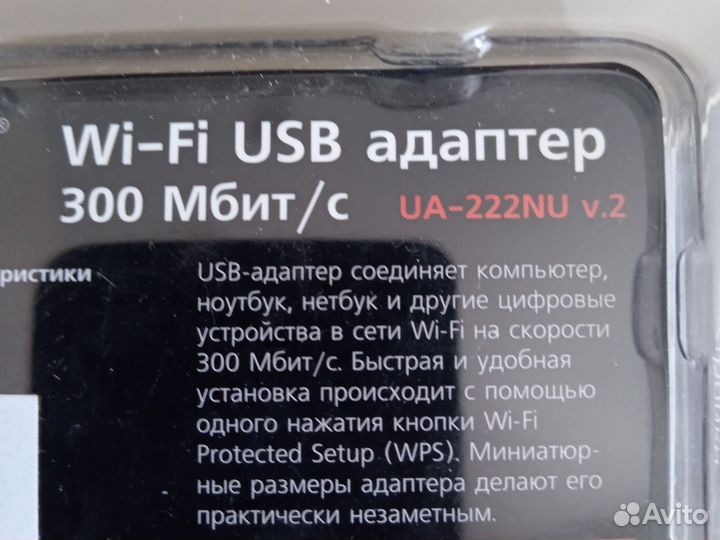 ®
Wi-Fi USB адаптер
300 Мбит/с UA-222NU v.2
ристики
USB-адаптер соединяет компьютер,
ноутбук, нетбук и другие цифровые
устройства в сети Wi-Fi на скорости
300 Мбит/с. Быстрая и удобная
установка происходит с помощью
одного нажатия кнопки Wi-Fi
Protected Setup (WPS). Миниатюр-
ные размеры адаптера делают его
практически незаметным.
Avito